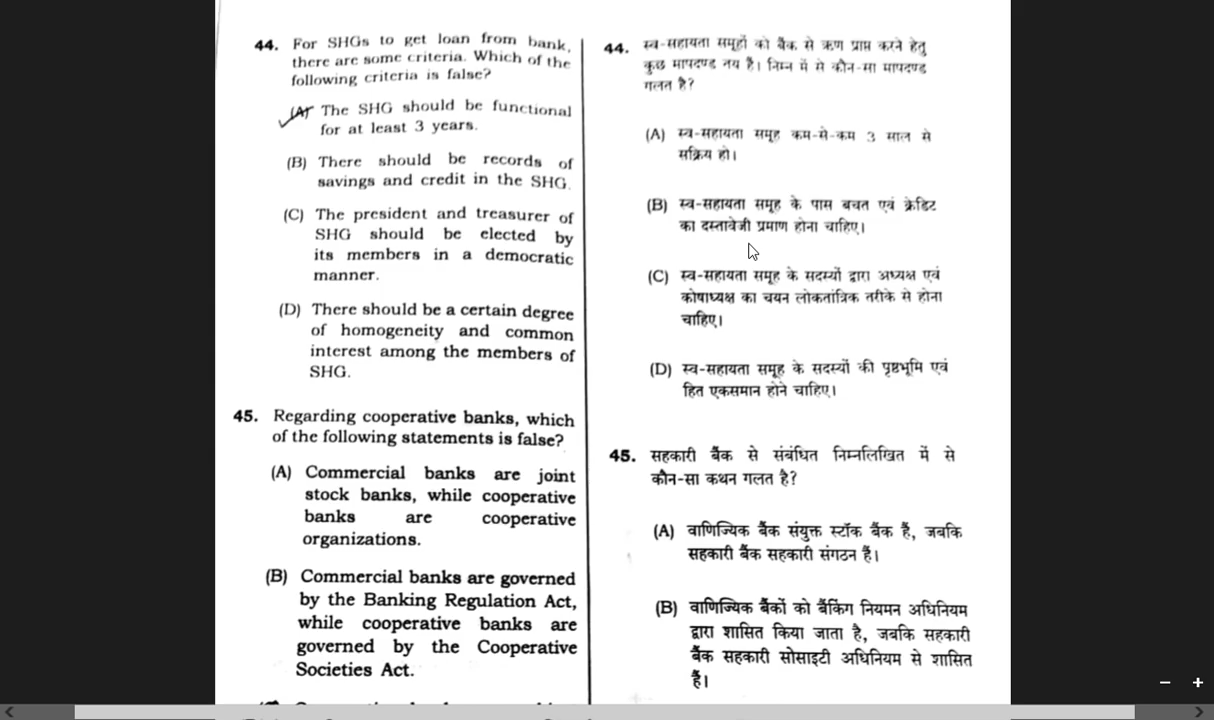 44. For SHGs to get loan from bank,
there are some criteria. Which of the
following criteria is false?
(A) The SHG should be functional
for at least 3 years.
(B) There should be records of
savings and credit in the SHG.
(C) The president and treasurer of
SHG should be elected by
its members in a democratic
manner.
(D) There should be a certain degree
of homogeneity and common
interest among the members of
SHG.
45. Regarding cooperative banks, which
of the following statements is false?
(A) Commercial banks are joint
stock banks, while cooperative
banks are cooperative
organizations.
(B) Commercial banks are governed
by the Banking Regulation Act,
while cooperative banks are
governed by the Cooperative
Societies Act.
44. स्व-सहायता समूहों को बैंक से ऋण प्राप्त करने हेतु
कुछ मापदण्ड तय हैं। निम्न में से कौन-सा मापदण्ड
गलत है?
(A) स्व-सहायता समूह कम-से-कम 3 साल से
सक्रिय हो।
(B) स्व-सहायता समूह के पास बचत एवं क्रेडिट
का दस्तावेजी प्रमाण होना चाहिए।
(C) स्व-सहायता समूह के सदस्यों द्वारा अध्यक्ष एवं
कोषाध्यक्ष का चयन लोकतांत्रिक तरीके से होना
चाहिए।
(D) स्व-सहायता समूह के सदस्यों की पृष्ठभूमि एवं
हित एकसमान होने चाहिए।
45. सहकारी बैंक से संबंधित निम्नलिखित में से
कौन-सा कथन गलत है?
(A) वाणिज्यिक बैंक संयुक्त स्टॉक बैंक हैं, जबकि
सहकारी बैंक सहकारी संगठन हैं।
(B) वाणिज्यिक बैंकों को बैंकिंग नियमन अधिनियम
द्वारा शासित किया जाता है, जबकि सहकारी
बैंक सहकारी सोसाइटी अधिनियम से शासित
हैं।